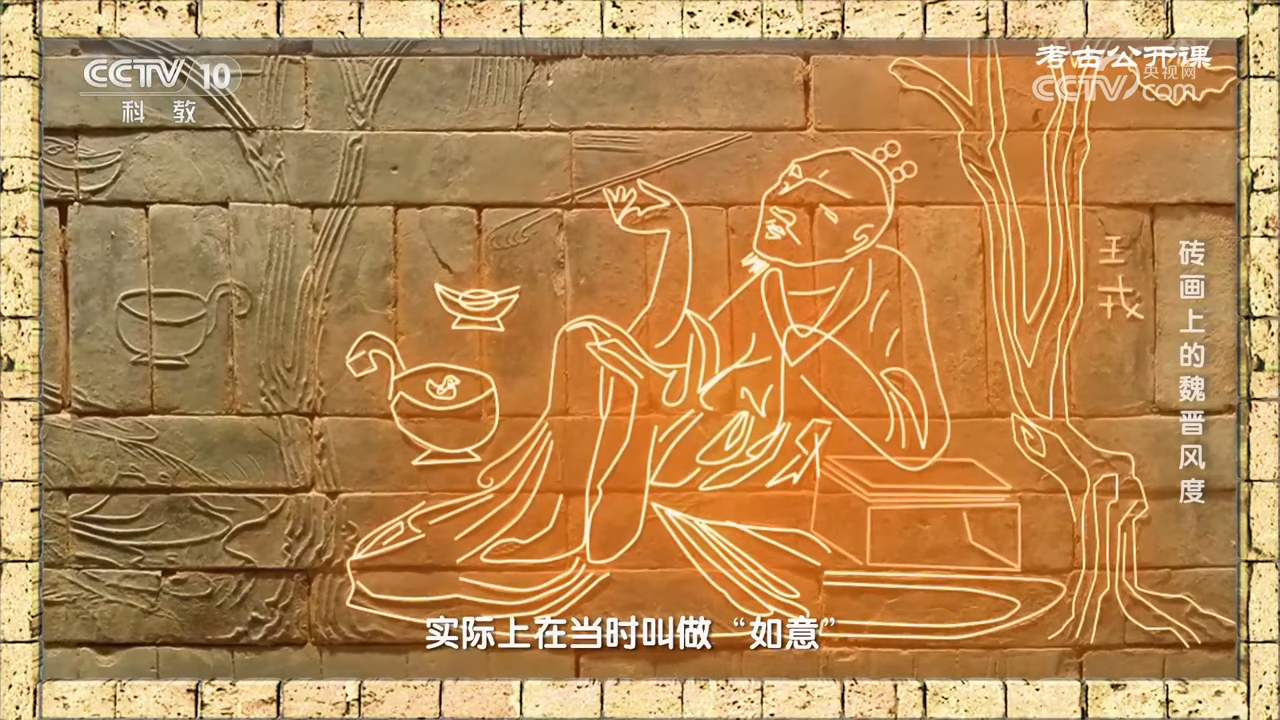 CCTV 10
科教
考古公开课
央视网
CCTV.com
王戎
砖画上的魏晋风度
实际上在当时叫做“如意”